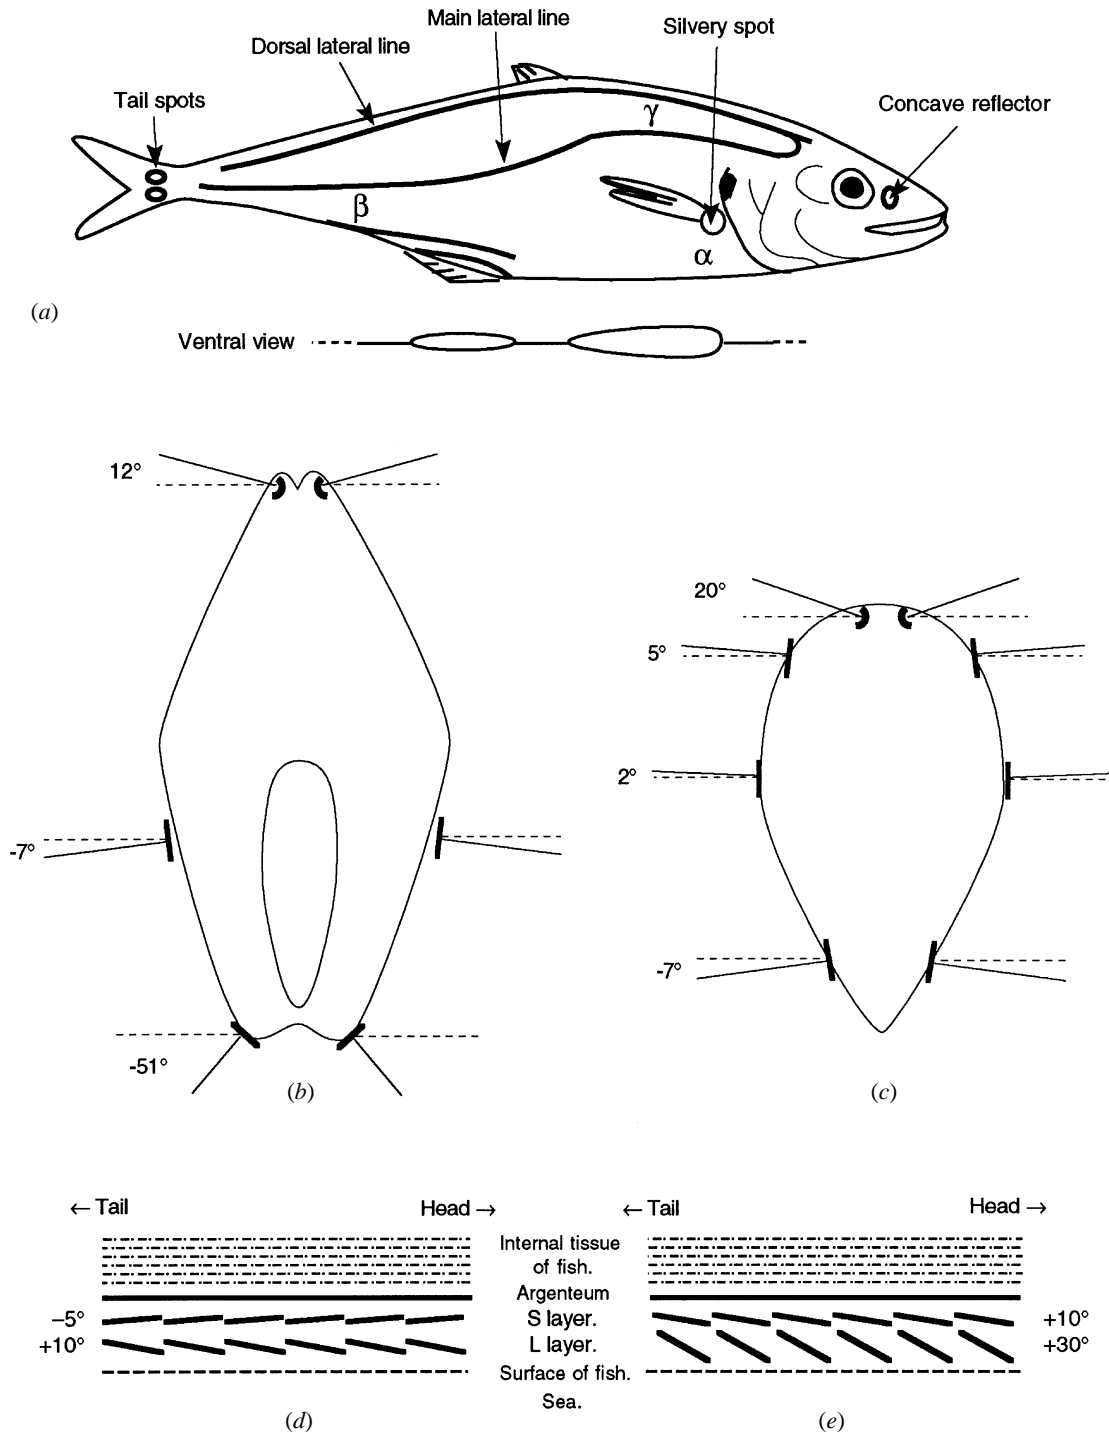 Main lateral line
Silvery spot
Dorsal lateral line
Tail spots
Concave reflector
γ
β
α
(a)
Ventral view
12°
20°
5°
2°
-7°
-7°
-51°
(b)
(c)
← Tail
Head →
← Tail
Head →
Internal tissue
of fish.
Argenteum
–5°
S layer.
+10°
+10°
L layer.
+30°
Surface of fish.
Sea.
(d)
(e)